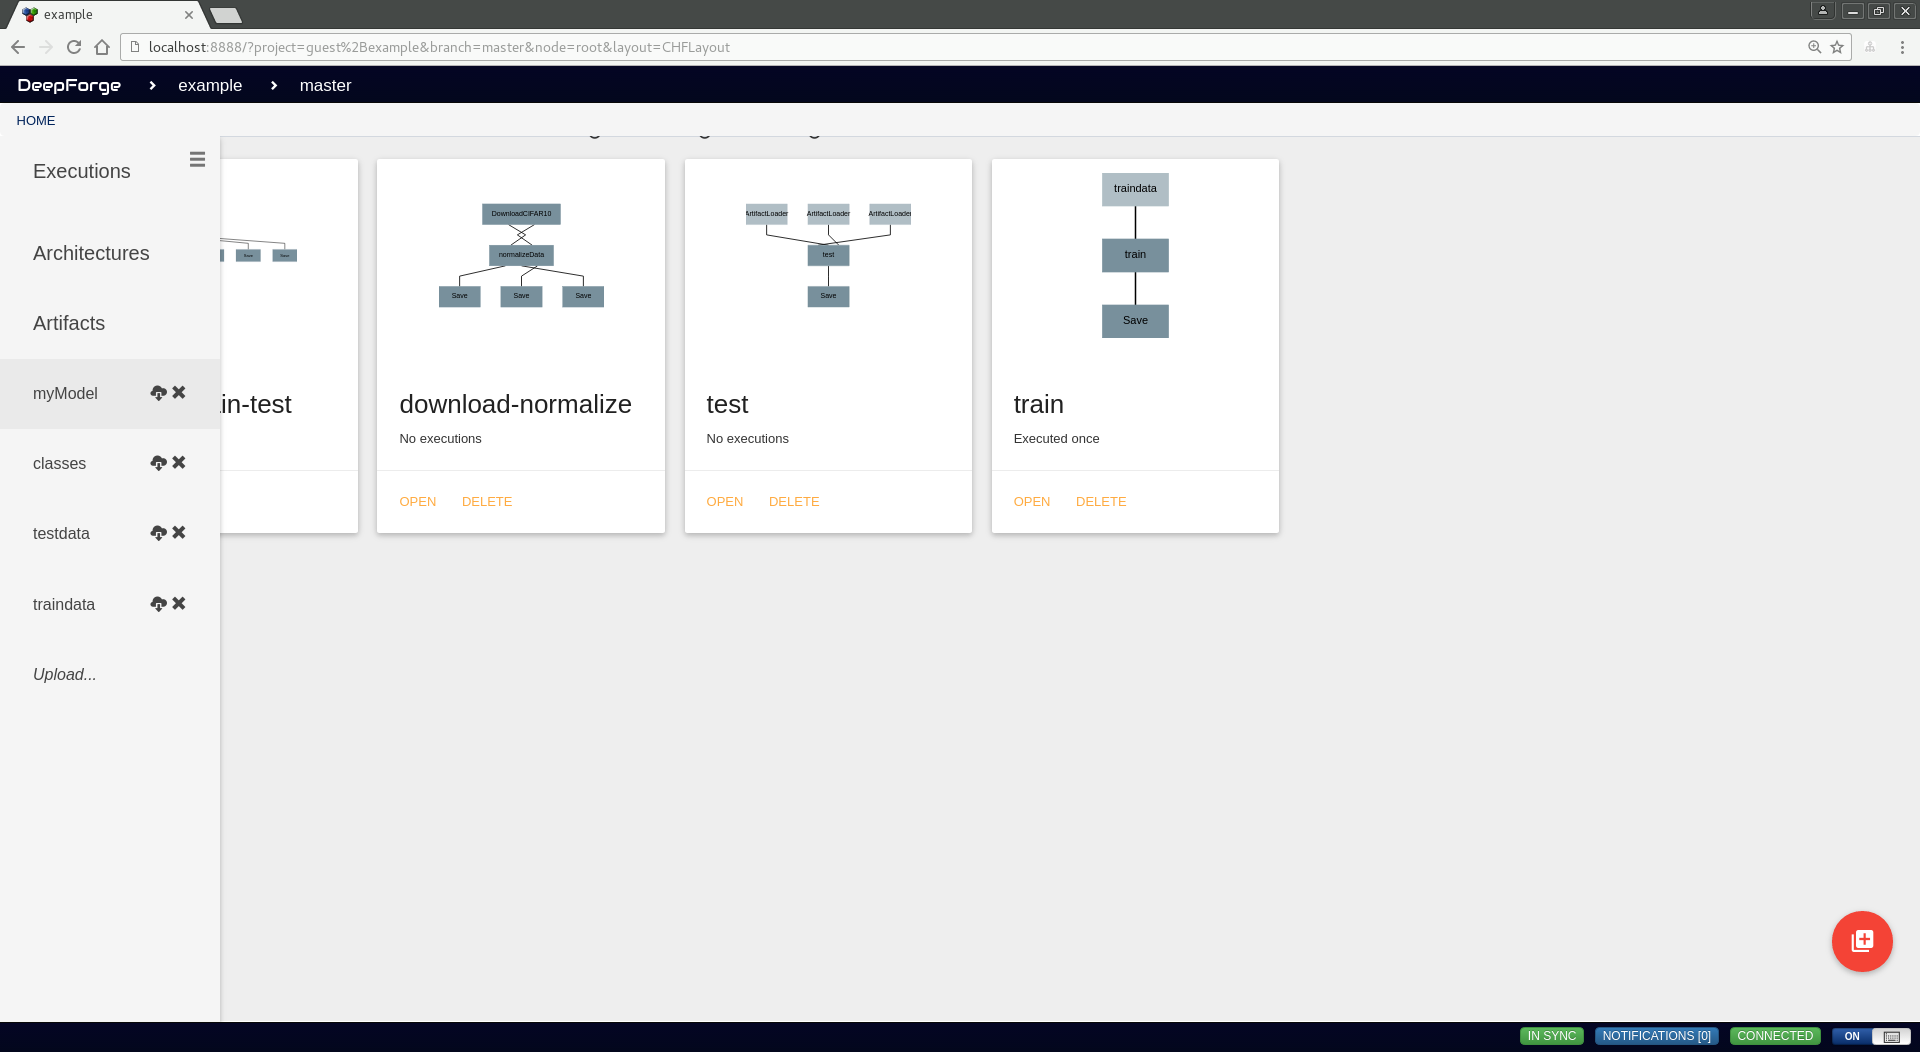 example
localhost:8888/?project=guest%2Bexample&branch=master&node=root&layout=CHFLayout
DeepForge
example
master
HOME
Executions
Architectures
Artifacts
myModel
classes
testdata
traindata
Upload...
Save
Save
in-test
DownloadCIFAR10
normalizeData
Save
Save
Save
download-normalize
No executions
OPEN
DELETE
ArtifactLoader
ArtifactLoader
ArtifactLoader
test
Save
test
No executions
OPEN
DELETE
traindata
train
Save
train
Executed once
OPEN
DELETE
IN SYNC
NOTIFICATIONS [0]
CONNECTED
ON